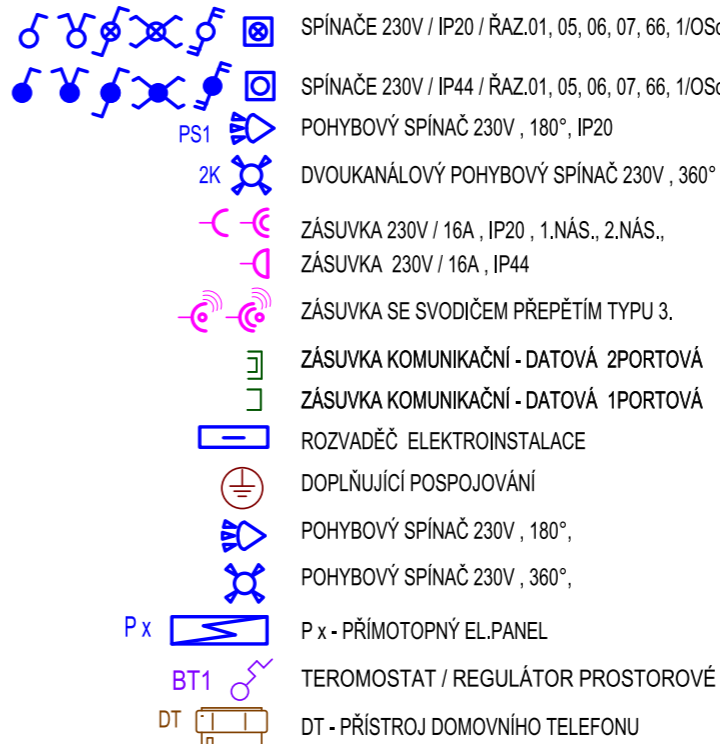 SPÍNAČE 230V / IP20 / ŘAZ.01, 05, 06, 07, 66, 1/OSo
SPÍNAČE 230V / IP44 / ŘAZ.01, 05, 06, 07, 66, 1/OSo
PS1 POHYBOVÝ SPÍNAČ 230V , 180°, IP20
2K DVOUKANÁLOVÝ POHYBOVÝ SPÍNAČ 230V , 360°
ZÁSUVKA 230V / 16A , IP20 , 1.NÁS., 2.NÁS.,
ZÁSUVKA 230V / 16A , IP44
ZÁSUVKA SE SVODIČEM PŘEPĚTÍM TYPU 3.
ZÁSUVKA KOMUNIKAČNÍ - DATOVÁ 2PORTOVÁ
ZÁSUVKA KOMUNIKAČNÍ - DATOVÁ 1PORTOVÁ
ROZVADĚČ ELEKTROINSTALACE
DOPLŇUJÍCÍ POSPOJOVÁNÍ
POHYBOVÝ SPÍNAČ 230V , 180°,
POHYBOVÝ SPÍNAČ 230V , 360°,
P x P x - PŘÍMOTOPNÝ EL.PANEL
BT1 TEROMOSTAT / REGULÁTOR PROSTOROVÉ
DT DT - PŘÍSTROJ DOMOVNÍHO TELEFONU